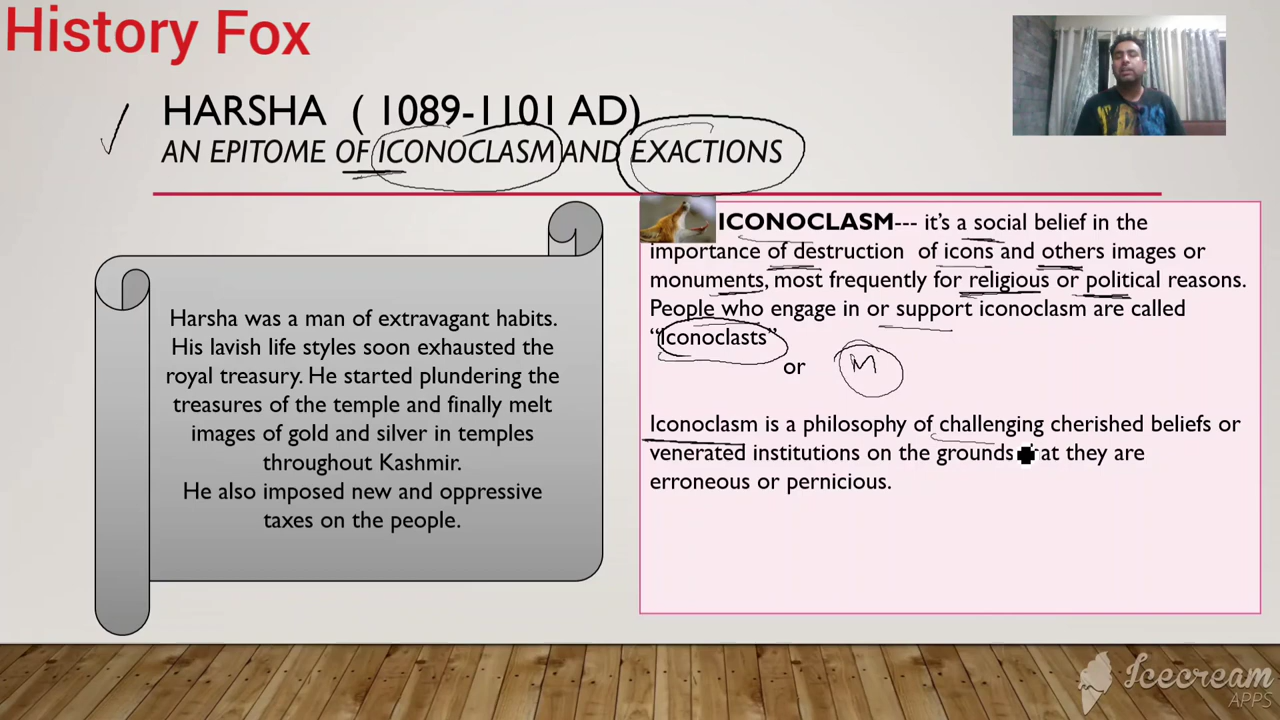 History Fox
HARSHA ( 1089-1101 AD)
AN EPITOME OF ICONOCLASM AND EXACTIONS
Harsha was a man of extravagant habits.
His lavish life styles soon exhausted the
royal treasury. He started plundering the
treasures of the temple and finally melt
images of gold and silver in temples
throughout Kashmir.
He also imposed new and oppressive
taxes on the people.
ICONOCLASM--- it's a social belief in the
importance of destruction of icons and others images or
monuments, most frequently for religious or political reasons.
People who engage in or support iconoclasm are called
"Iconoclasts"
or
M
Iconoclasm is a philosophy of challenging cherished beliefs or
venerated institutions on the grounds that they are
erroneous or pernicious.
Icecream
APPS